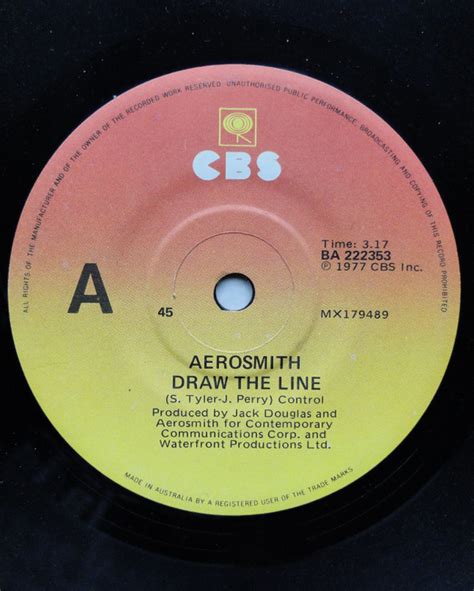 ALL RIGHTS OF THE MANUFACTURER AND OF THE OWNER OF THE RECORDED WORK RESERVED - UNAUTHORISED PUBLIC PERFORMANCE, BROADCASTING AND COPYING OF THIS RECORD PROHIBITED
CBS
Time: 3.17
BA 222353
℗ 1977 CBS Inc.
A
45
MX179489
AEROSMITH
DRAW THE LINE
(S. Tyler-J. Perry) Control
Produced by Jack Douglas and
Aerosmith for Contemporary
Communications Corp. and
Waterfront Productions Ltd.
MADE IN AUSTRALIA BY A REGISTERED USER OF THE TRADE MARKS